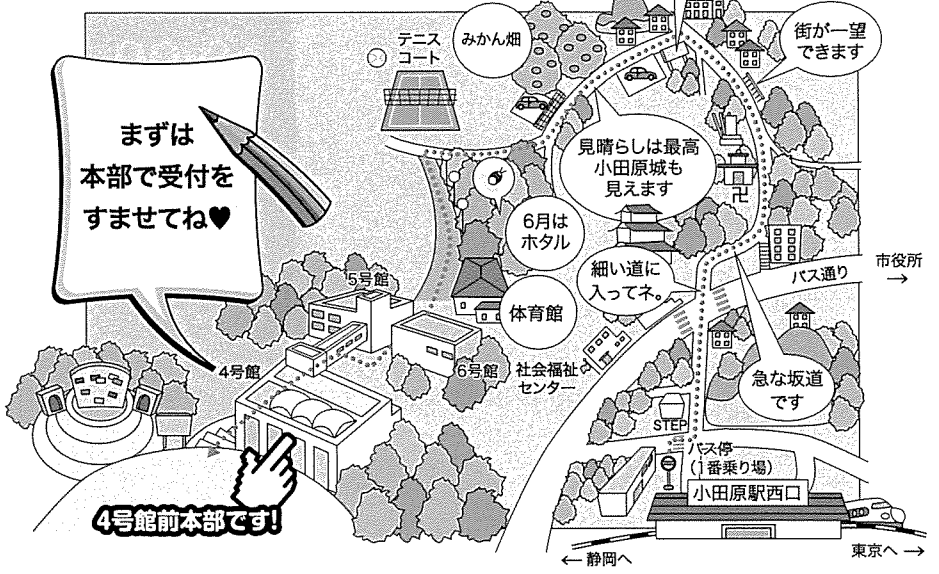 テニス
コート
みかん畑
街が一望
できます
まずは
本部で受付を
すませてね♥
見晴らしは最高
小田原城も
見えます
卍
6月は
ホタル
細い道に
入ってネ。
バス通り
市役所
→
5号館
体育館
4号館
6号館
社会福祉
センター
急な坂道
です
STEP
バス停
(1番乗り場)
小田原駅西口
4号館前本部です!
←静岡へ
東京へ→